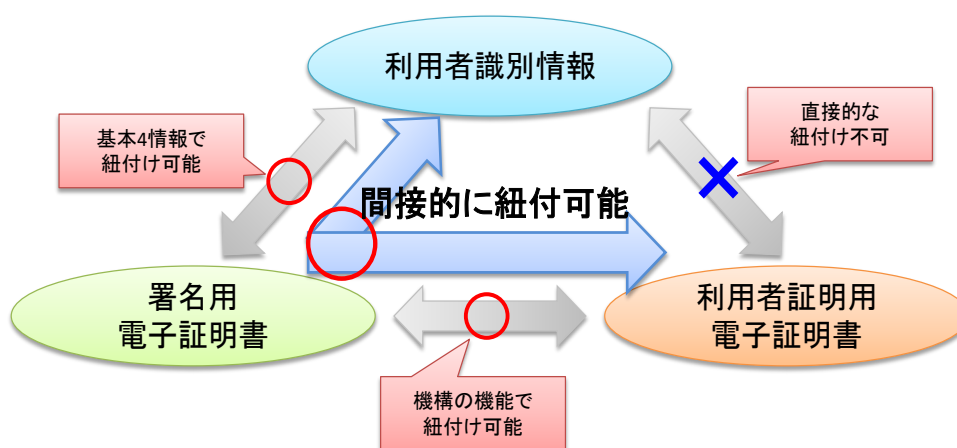 利用者識別情報
基本4情報で
紐付け可能
直接的な
紐付け不可
間接的に紐付可能
署名用
電子証明書
利用者証明用
電子証明書
機構の機能で
紐付け可能